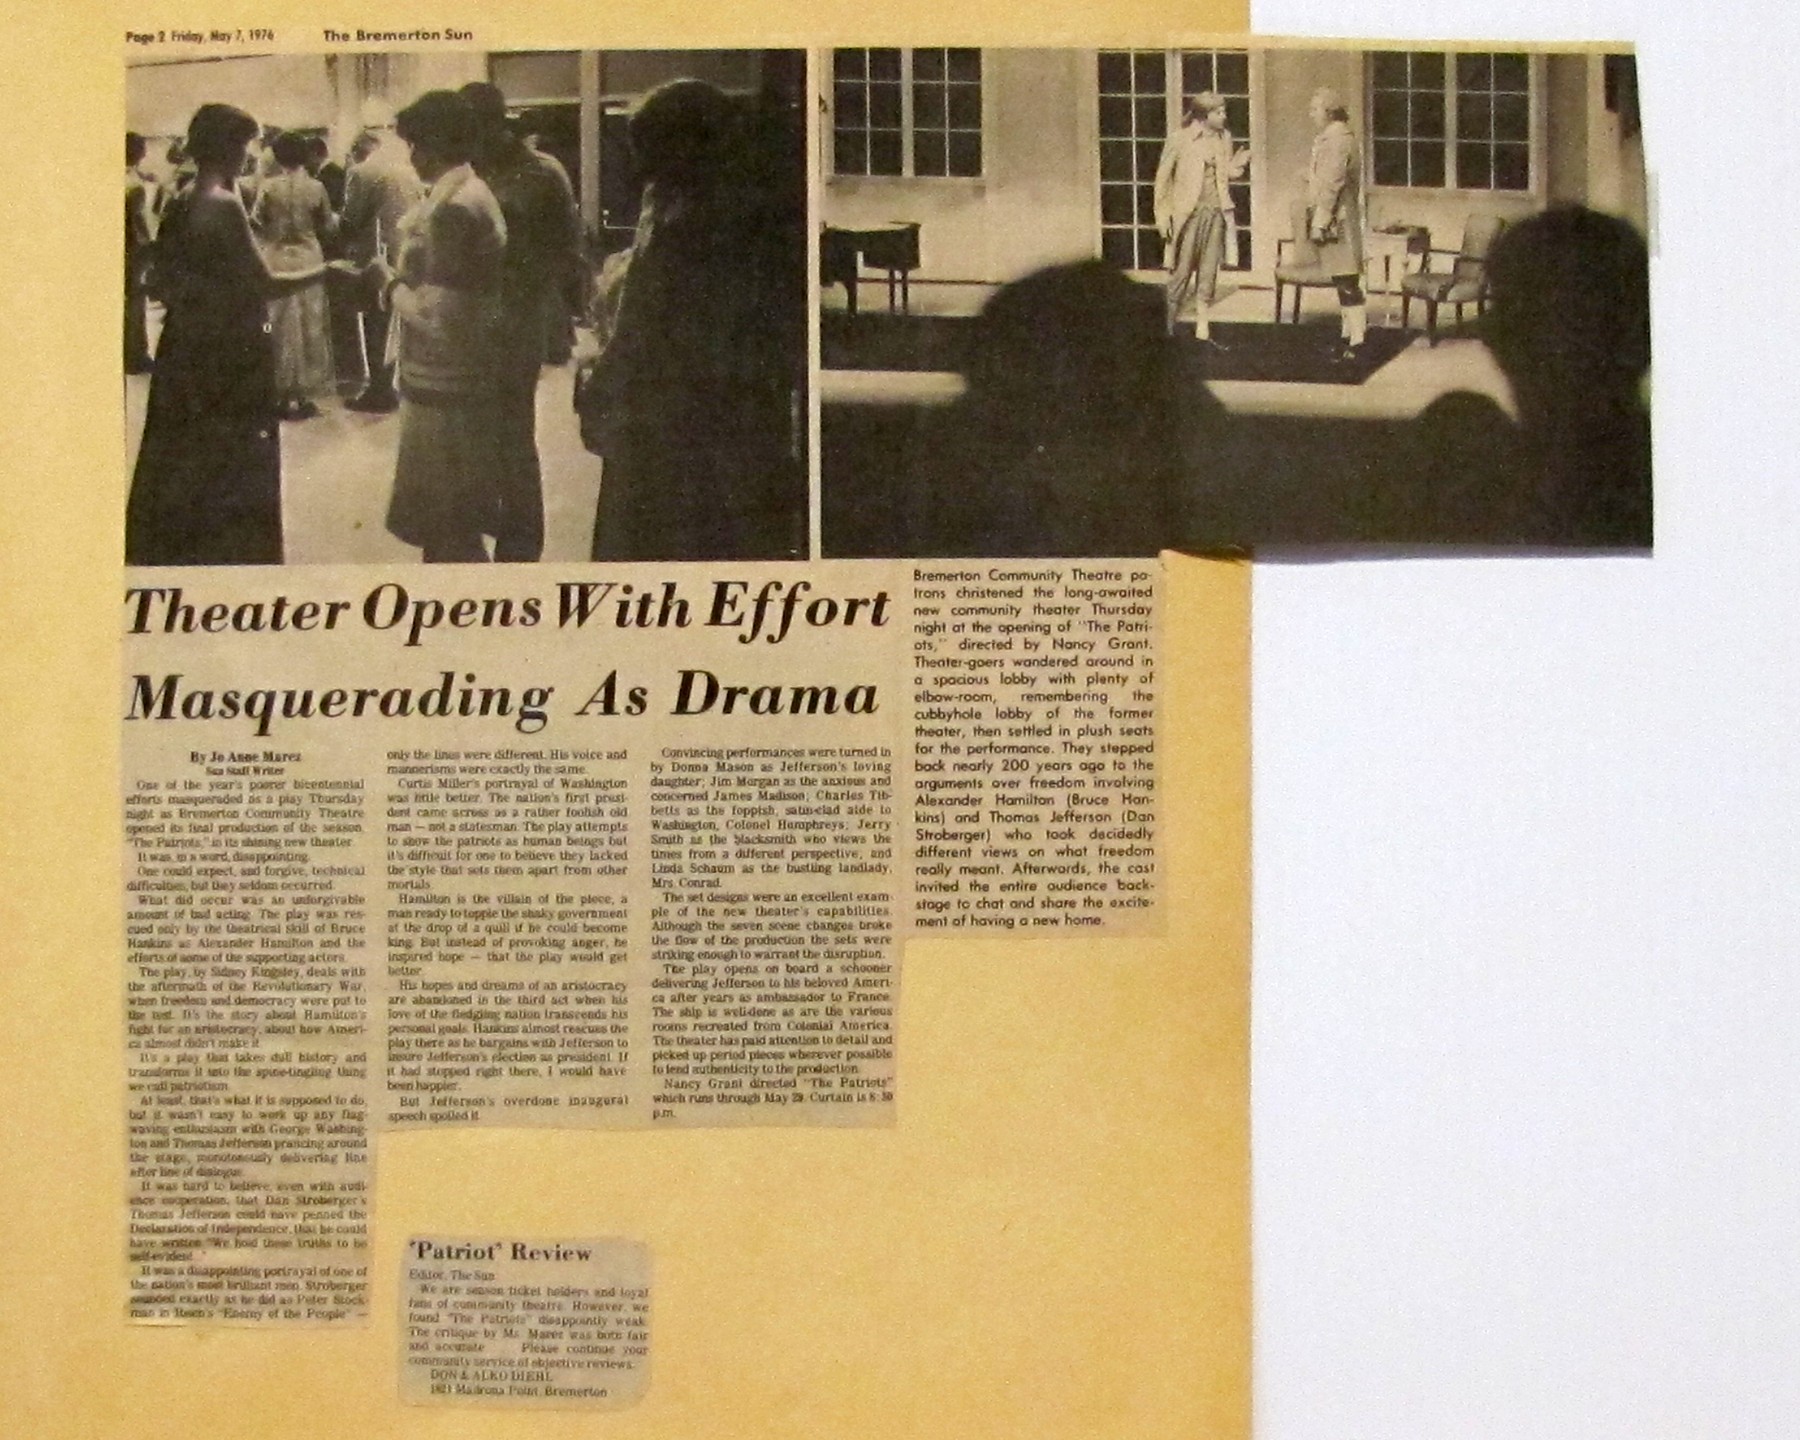 Page 2 Friday, May 7, 1976 The Bremerton Sun
Theater Opens With Effort
Masquerading As Drama
By Jo Anne Marez
Sun Staff Writer
One of the year's poorer bicentennial
efforts masqueraded as a play Thursday
night as Bremerton Community Theatre
opened its final production of the season,
"The Patriots," in its shining new theater.
It was, in a word, disappointing.
One could expect, and forgive, technical
difficulties, but they seldom occurred.
What did occur was an unforgivable
amount of bad acting. The play was res-
cued only by the theatrical skill of Bruce
Hankins as Alexander Hamilton and the
efforts of some of the supporting actors.
The play, by Sidney Kingsley, deals with
the aftermath of the Revolutionary War,
when freedom and democracy were put to
the test. It's the story about Hamilton's
fight for an aristocracy, about how Ameri-
ca almost didn't make it.
It's a play that takes dull history and
transforms it into the spine-tingling thing
we call patriotism.
At least, that's what it is supposed to do,
but it wasn't easy to work up any flag-
waving enthusiasm with George Washing-
ton and Thomas Jefferson prancing around
the stage, monotonously delivering line
after line of dialogue.
It was hard to believe, even with audi-
ence cooperation, that Dan Stroberger's
Thomas Jefferson could have penned the
Declaration of Independence, that he could
have written "We hold these truths to be
self-evident..."
It was a disappointing portrayal of one of
the nation's most brilliant men. Stroberger
sounded exactly as he did as Peter Stock-
man in Ibsen's "Enemy of the People" —
only the lines were different. His voice and
mannerisms were exactly the same.
Curtis Miller's portrayal of Washington
was little better. The nation's first presi-
dent came across as a rather foolish old
man — not a statesman. The play attempts
to show the patriots as human beings but
it's difficult for one to believe they lacked
the style that sets them apart from other
mortals.
Hamilton is the villain of the piece, a
man ready to topple the shaky government
at the drop of a quill if he could become
king. But instead of provoking anger, he
inspired hope — that the play would get
better.
His hopes and dreams of an aristocracy
are abandoned in the third act when his
love of the fledgling nation transcends his
personal goals. Hankins almost rescues the
play there as he bargains with Jefferson to
insure Jefferson's election as president. If
it had stopped right there, I would have
been happier.
But Jefferson's overdone inaugural
speech spoiled it.
Convincing performances were turned in
by Donna Mason as Jefferson's loving
daughter; Jim Morgan as the anxious and
concerned James Madison; Charles Tib-
betts as the foppish, satin-clad aide to
Washington, Colonel Humphreys; Jerry
Smith as the blacksmith who views the
times from a different perspective, and
Linda Schaum as the bustling landlady,
Mrs. Conrad.
The set designs were an excellent exam-
ple of the new theater's capabilities.
Although the seven scene changes broke
the flow of the production the sets were
striking enough to warrant the disruption.
The play opens on board a schooner
delivering Jefferson to his beloved Ameri-
ca after years as ambassador to France.
The ship is well-done as are the various
rooms recreated from Colonial America.
The theater has paid attention to detail and
picked up period pieces wherever possible
to lend authenticity to the production.
Nancy Grant directed "The Patriots"
which runs through May 29. Curtain is 8:30
p.m.
Bremerton Community Theatre pa-
trons christened the long-awaited
new community theater Thursday
night at the opening of "The Patri-
ots," directed by Nancy Grant.
Theater-goers wandered around in
a spacious lobby with plenty of
elbow-room, remembering the
cubbyhole lobby of the former
theater, then settled in plush seats
for the performance. They stepped
back nearly 200 years ago to the
arguments over freedom involving
Alexander Hamilton (Bruce Han-
kins) and Thomas Jefferson (Dan
Stroberger) who took decidedly
different views on what freedom
really meant. Afterwards, the cast
invited the entire audience back-
stage to chat and share the excite-
ment of having a new home.
'Patriot' Review
Editor, The Sun:
We are season ticket holders and loyal
fans of community theatre. However, we
found "The Patriots" disappointly weak.
The critique by Ms. Marez was both fair
and accurate. Please continue your
community service of objective reviews.
DON & ALKO DIEHL
1821 Madrona Point, Bremerton